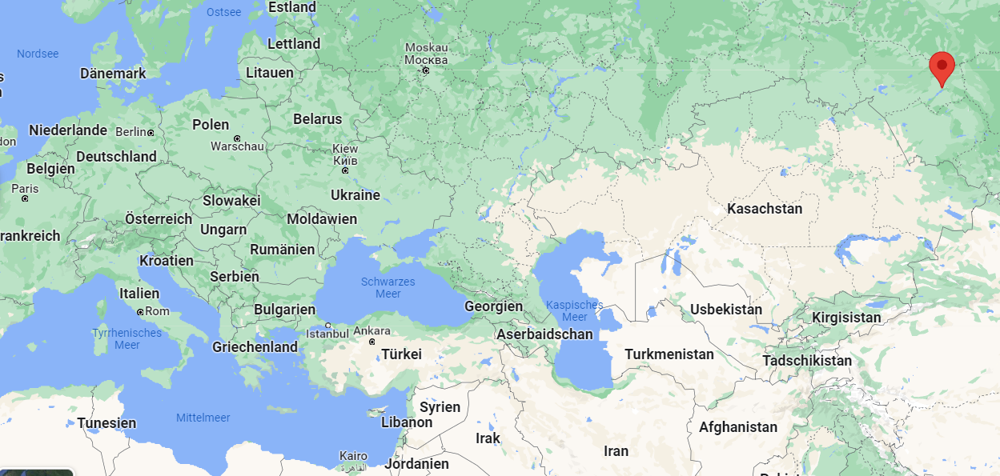 Estland
Ostsee
Lettland
Moskau
Москва
Nordsee
Dänemark
Litauen
Niederlande
Berlin
Polen
Belarus
Warschau
Deutschland
Kiew
Київ
Belgien
Paris
Ukraine
Slowakei
Kasachstan
Österreich
Moldawien
Ungarn
rankreich
Rumänien
Kroatien
Serbien
Schwarzes
Meer
Italien
Rom
Bulgarien
Georgien
Kaspisches
Meer
Usbekistan
Kirgisistan
Tyrrhenisches
Meer
Istanbul
Ankara
Aserbaidschan
Griechenland
Türkei
Turkmenistan
Tadschikistan
Tunesien
Mittelmeer
Syrien
Libanon
Irak
Afghanistan
Iran
Kairo
القاهرة
Jordanien